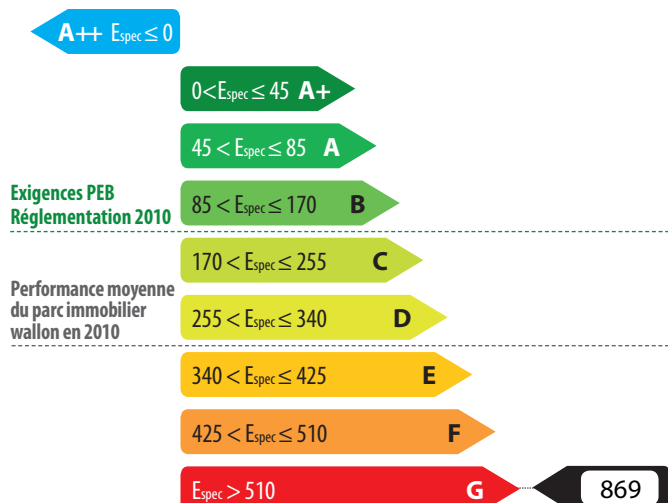 A++ Espec ≤ 0
0<Espec ≤ 45 A+
45 < Espec ≤ 85 A
Exigences PEB
Réglementation 2010
85 < Espec ≤ 170 B
170 < Espec ≤ 255 C
Performance moyenne
du parc immobilier
wallon en 2010
255 < Espec ≤ 340 D
340 < Espec ≤ 425 E
425 < Espec ≤ 510 F
Espec > 510 G
869